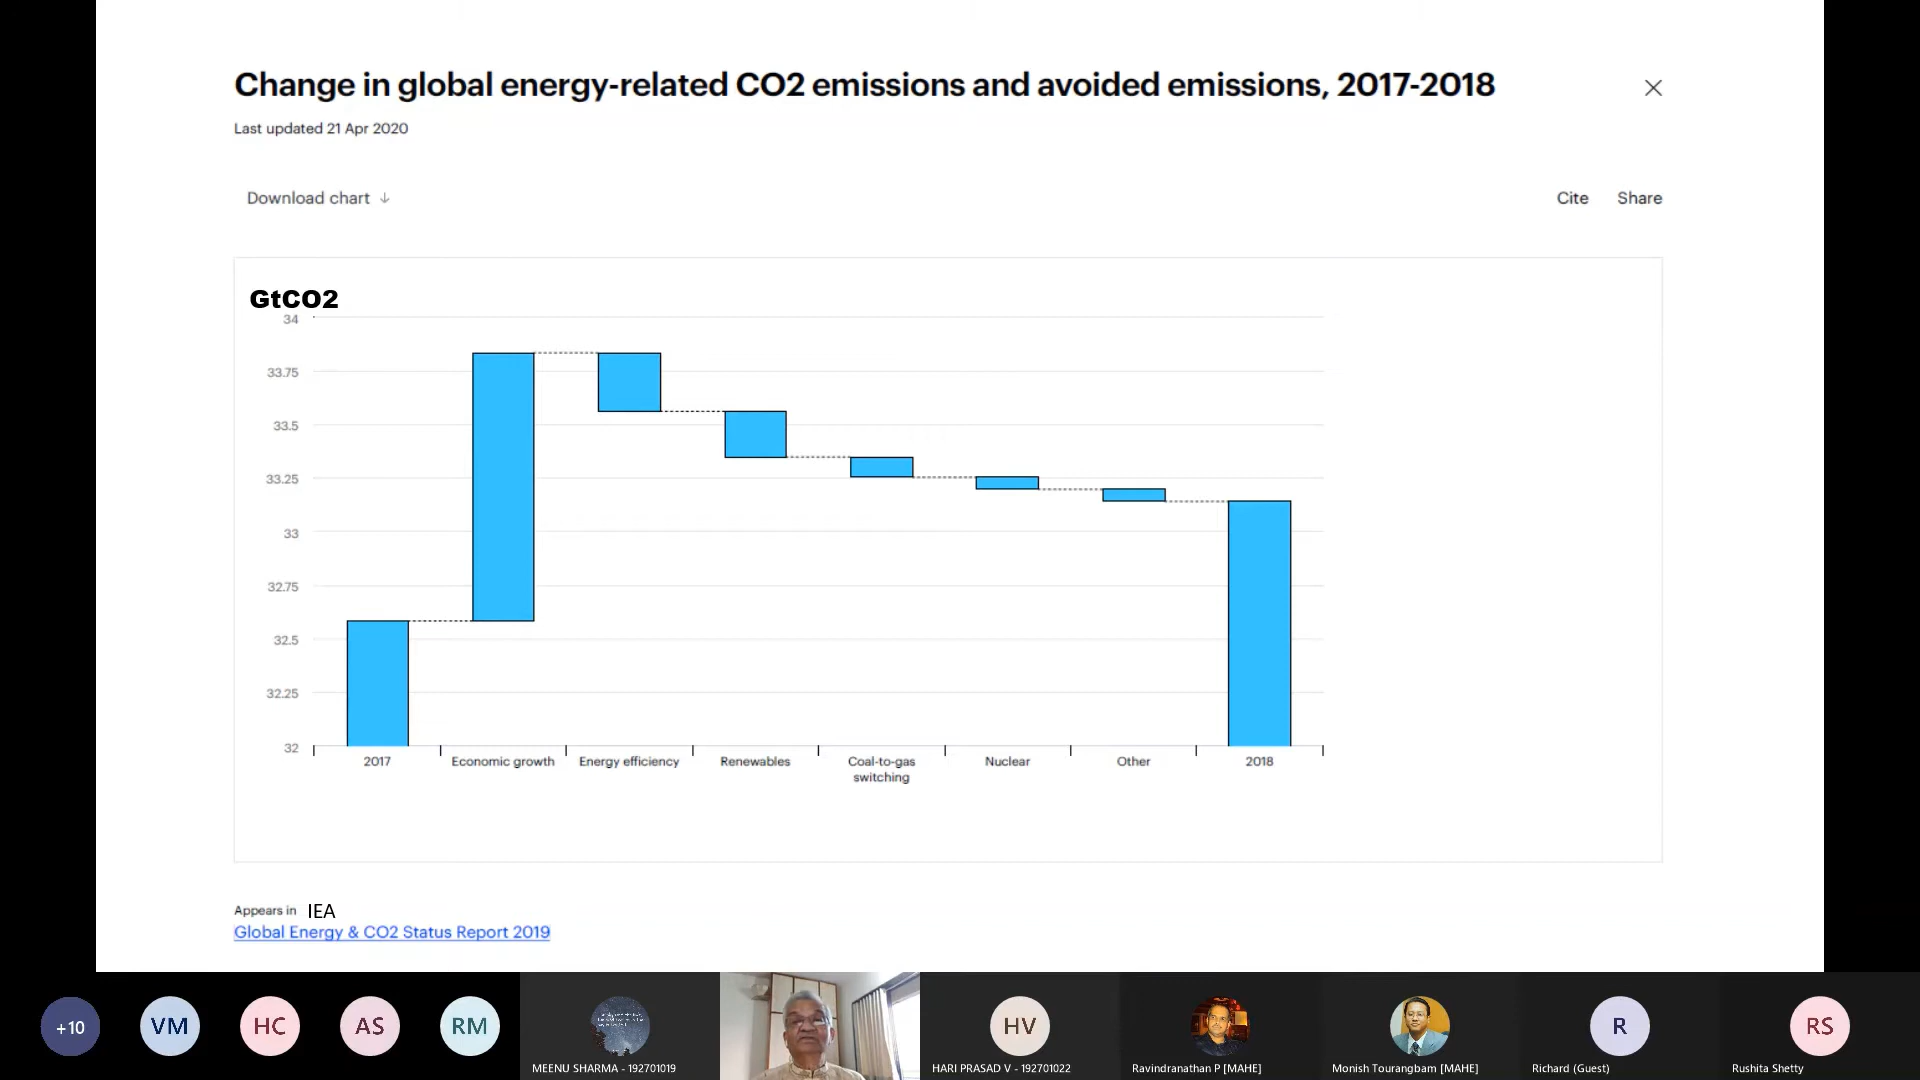 Change in global energy-related CO2 emissions and avoided emissions, 2017-2018
Last updated 21 Apr 2020
Download chart ↓
Cite
Share
GtCO2
34
33.75
33.5
33.25
33
32.75
32.5
32.25
32
2017
Economic growth
Energy efficiency
Renewables
Coal-to-gas
switching
Nuclear
Other
2018
Appears in IEA
Global Energy & CO2 Status Report 2019
+10
VM
HC
AS
RM
HV
R
RS
MEENU SHARMA - 192701019
HARI PRASAD V - 192701022
Ravindranathan P [MAHE]
Monish Tourangbam [MAHE]
Richard (Guest)
Rushita Shetty